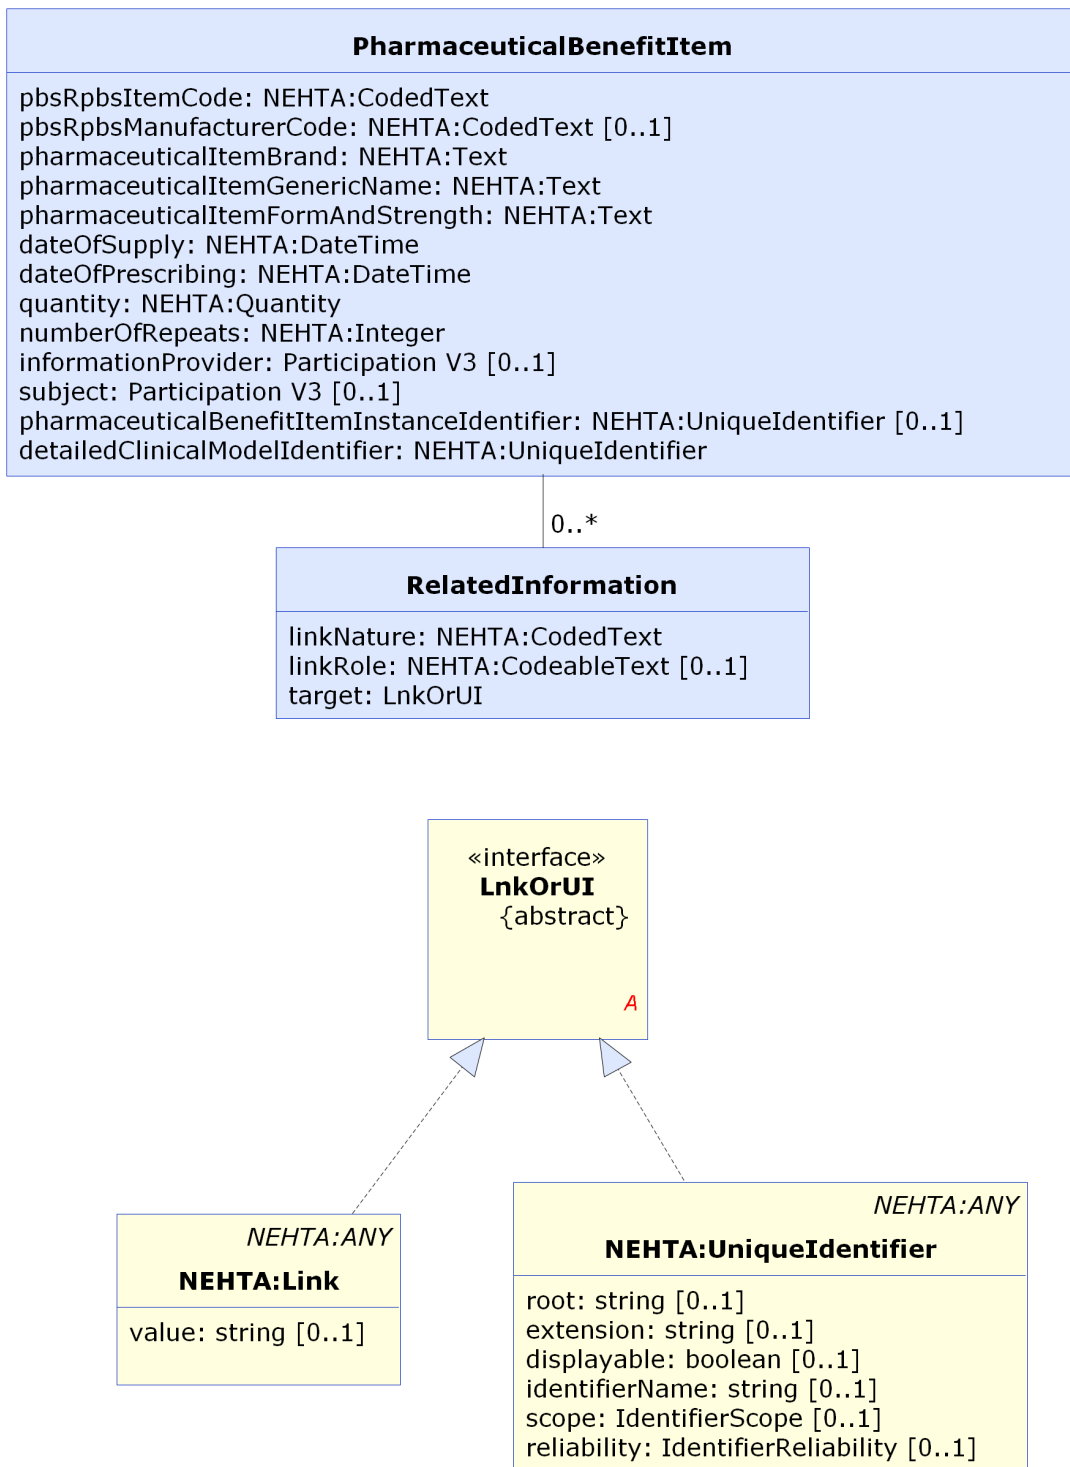 PharmaceuticalBenefitItem
pbsRpbsItemCode: NEHTA:CodedText
pbsRpbsManufacturerCode: NEHTA:CodedText [0..1]
pharmaceuticalItemBrand: NEHTA:Text
pharmaceuticalItemGenericName: NEHTA:Text
pharmaceuticalItemFormAndStrength: NEHTA:Text
dateOfSupply: NEHTA:DateTime
dateOfPrescribing: NEHTA:DateTime
quantity: NEHTA:Quantity
numberOfRepeats: NEHTA:Integer
informationProvider: Participation V3 [0..1]
subject: Participation V3 [0..1]
pharmaceuticalBenefitItemInstanceIdentifier: NEHTA:UniqueIdentifier [0..1]
detailedClinicalModelIdentifier: NEHTA:UniqueIdentifier
0..*
RelatedInformation
linkNature: NEHTA:CodedText
linkRole: NEHTA:CodeableText [0..1]
target: LnkOrUI
«interface»
LnkOrUI
{abstract}
A
NEHTA:ANY
NEHTA:Link
value: string [0..1]
NEHTA:ANY
NEHTA:UniqueIdentifier
root: string [0..1]
extension: string [0..1]
displayable: boolean [0..1]
identifierName: string [0..1]
scope: IdentifierScope [0..1]
reliability: IdentifierReliability [0..1]